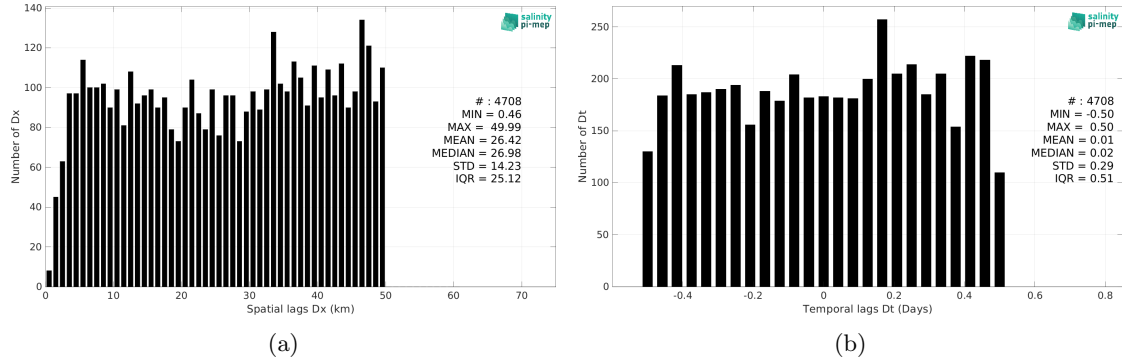 140
120
100
80
60
40
20
0
Number of Dx
0 10 20 30 40 50 60 70
Spatial lags Dx (km)
salinity
pi-mep
# : 4708
MIN = 0.46
MAX = 49.99
MEAN = 26.42
MEDIAN = 26.98
STD = 14.23
IQR = 25.12
(a)
250
200
150
100
50
0
Number of Dt
-0.4 -0.2 0 0.2 0.4 0.6 0.8
Temporal lags Dt (Days)
salinity
pi-mep
# : 4708
MIN = -0.50
MAX = 0.50
MEAN = 0.01
MEDIAN = 0.02
STD = 0.29
IQR = 0.51
(b)